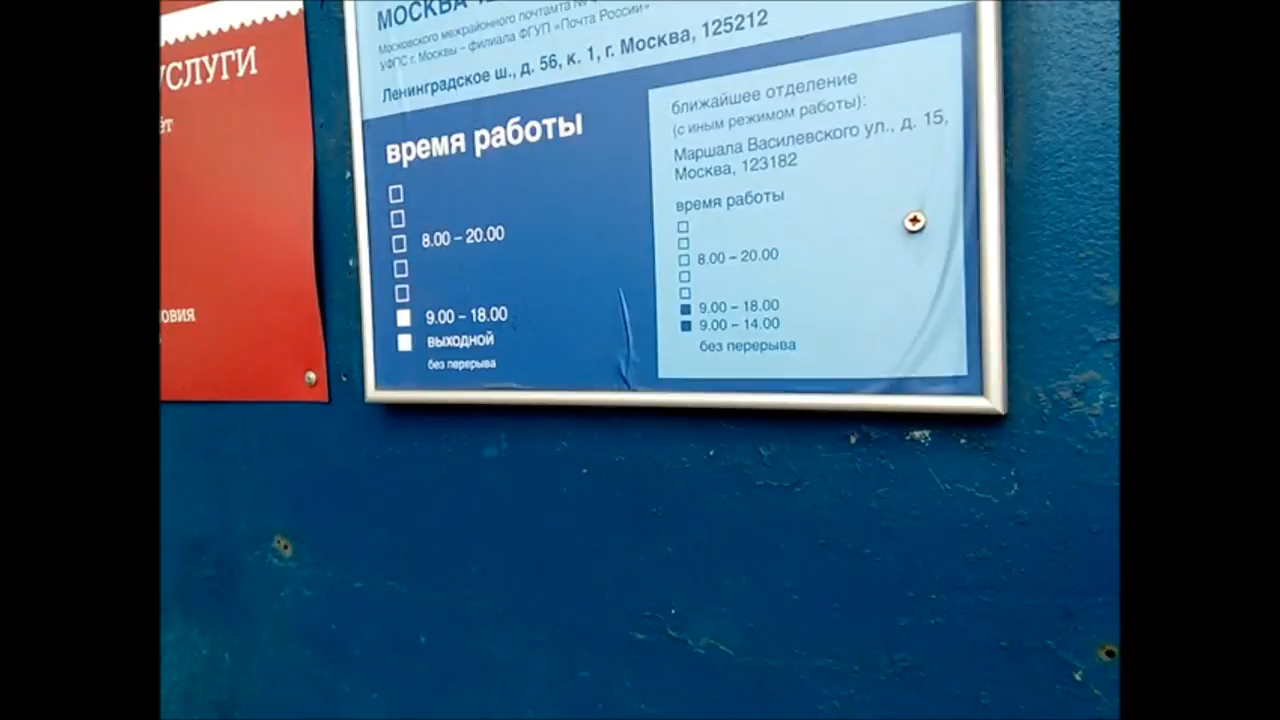 УСЛУГИ
ОВИЯ
МОСКВА
Московского межрайонного почтамта
УФПС г. Москвы – филиала ФГУП «Почта России»
Ленинградское ш., д. 56, к. 1, г. Москва, 125212
время работы
8.00 – 20.00
9.00 – 18.00
выходной
без перерыва
ближайшее отделение
(с иным режимом работы):
Маршала Василевского ул., д. 15,
Москва, 123182
время работы
8.00 – 20.00
9.00 – 18.00
9.00 – 14.00
без перерыва